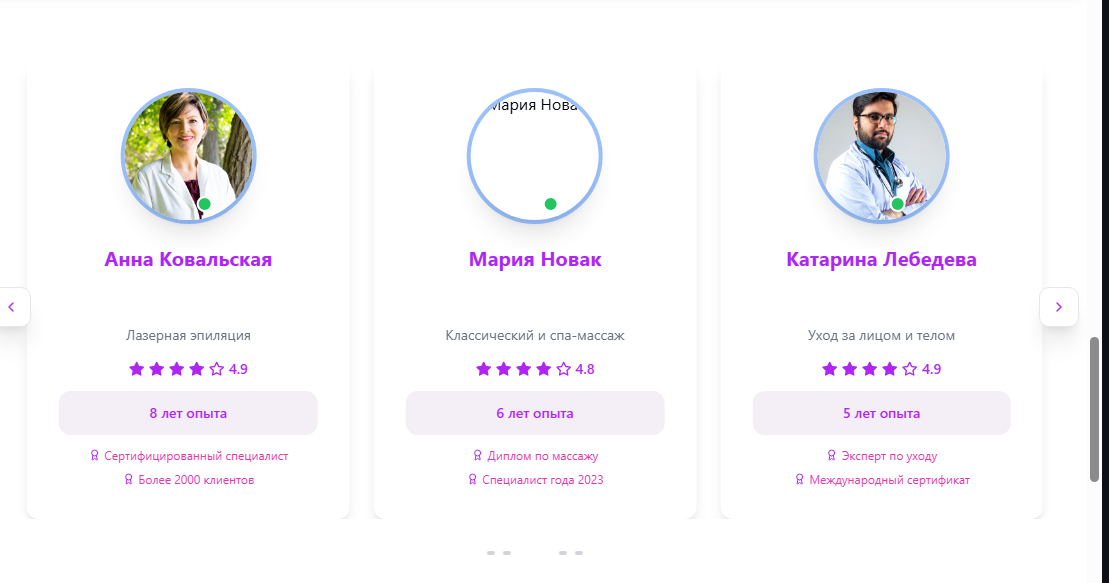 Анна Ковальская
Лазерная эпиляция
4.9
8 лет опыта
Сертифицированный специалист
Более 2000 клиентов
Мария Нова
Мария Новак
Классический и спа-массаж
4.8
6 лет опыта
Диплом по массажу
Специалист года 2023
Катарина Лебедева
Уход за лицом и телом
4.9
5 лет опыта
Эксперт по уходу
Международный сертификат